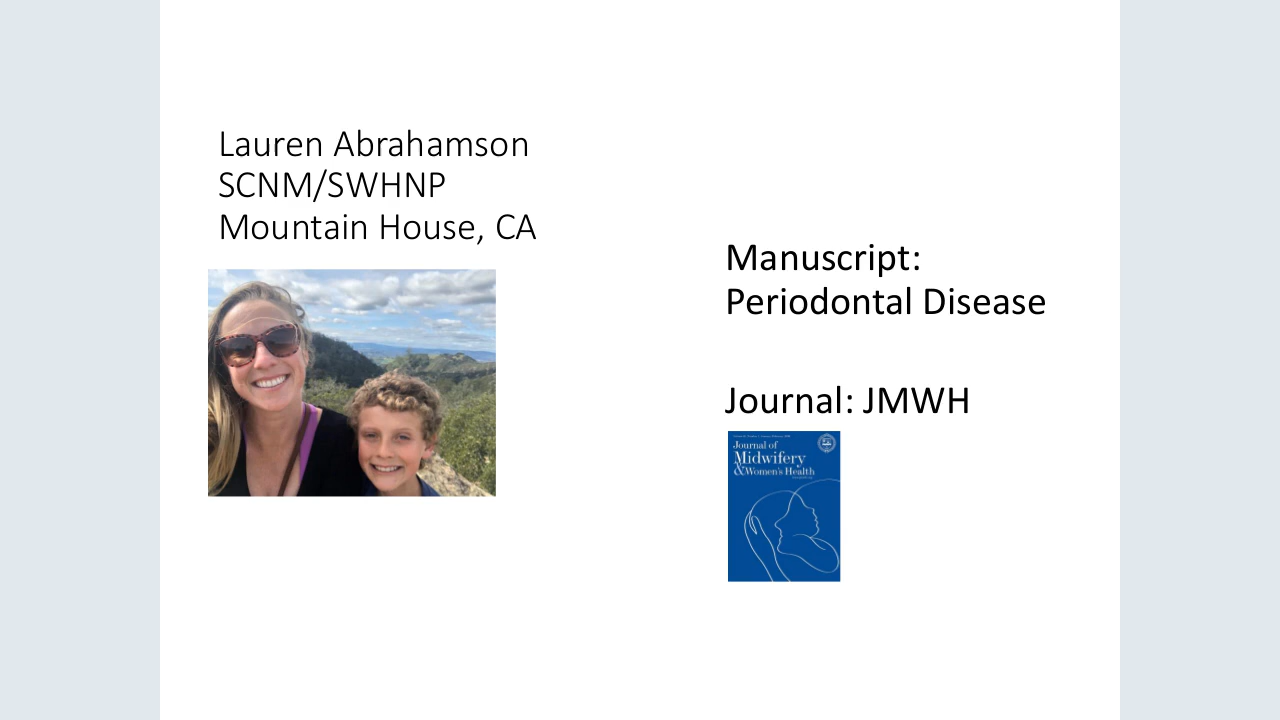 Lauren Abrahamson
SCNM/SWHNP
Mountain House, CA
Manuscript:
Periodontal Disease
Journal: JMWH
Journal of
Midwifery
& Women's Health